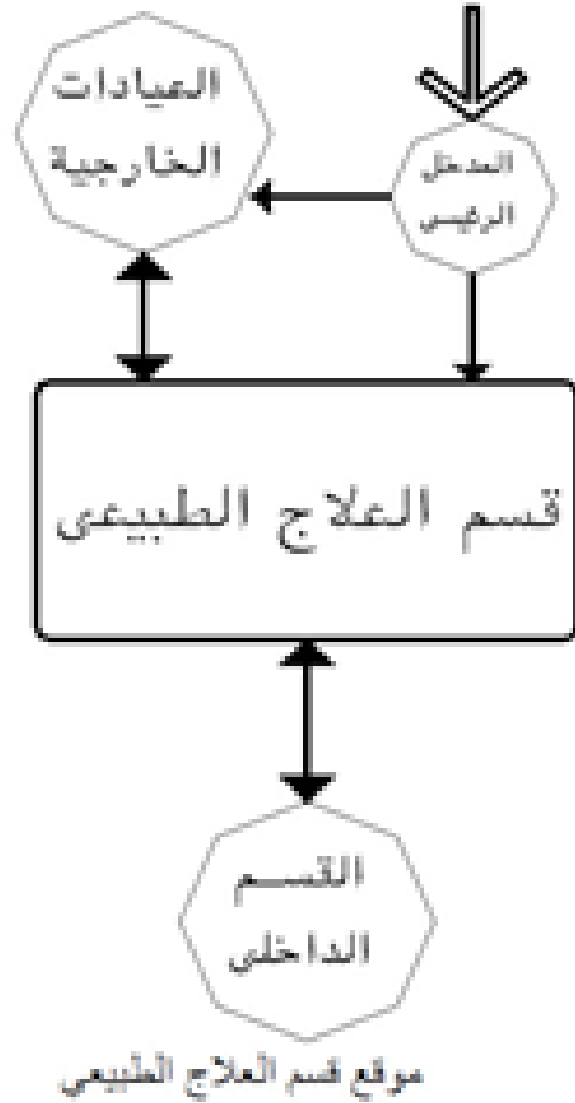 المدخل
الرئيسي
العيادات
الخارجية
قسم العلاج الطبيعى
القسم
الداخلى
موقع قسم العلاج الطبيعي